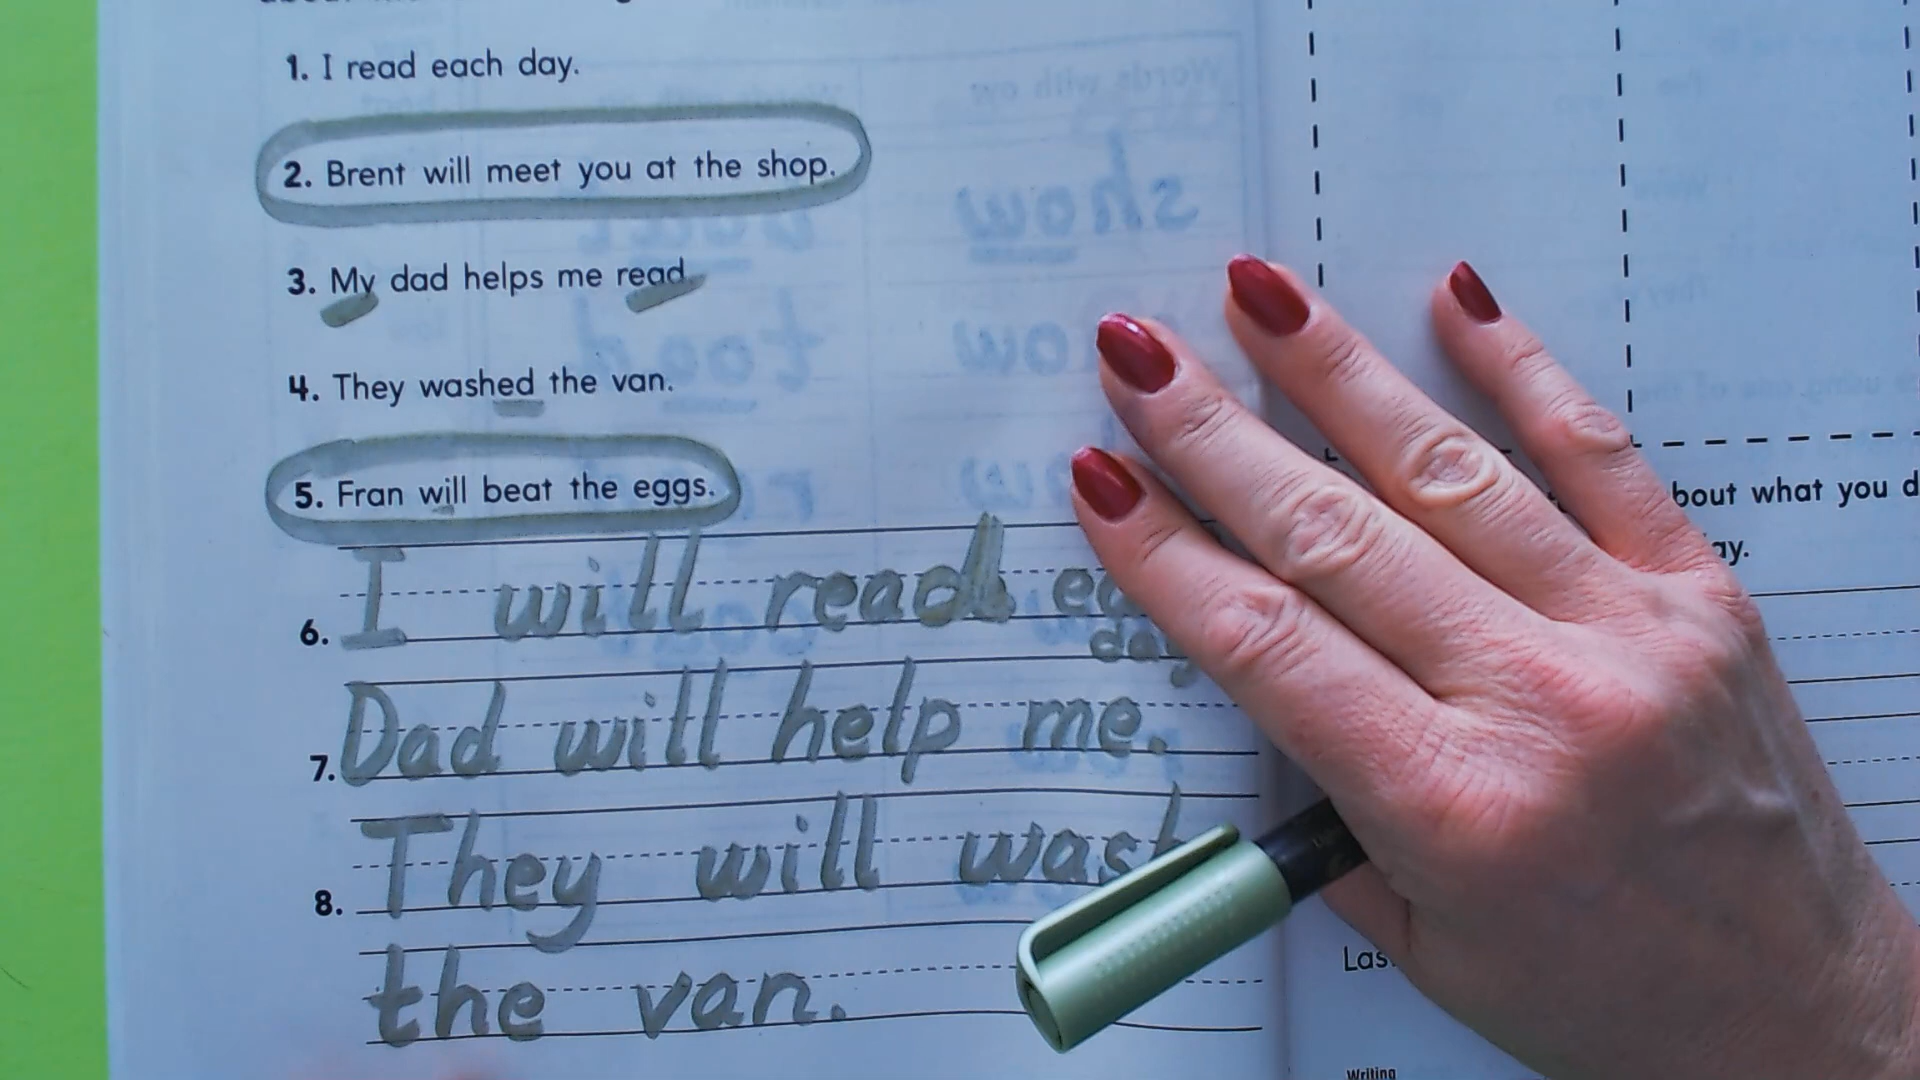 1. I read each day.
2. Brent will meet you at the shop.
3. My dad helps me read.
4. They washed the van.
5. Fran will beat the eggs.
6. I will read
day
7. Dad will help me.
8. They will wash
the van.
bout what you d
ay.
Las
Writing